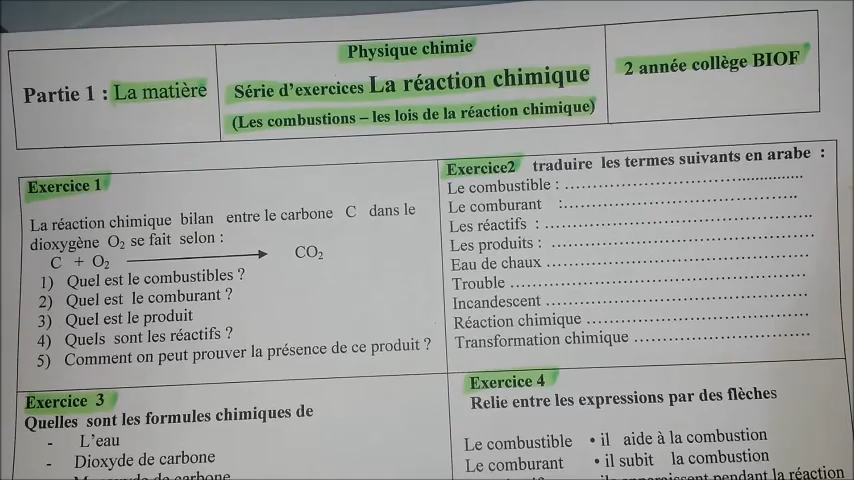 Partie 1 : La matière
Physique chimie
Série d'exercices La réaction chimique
(Les combustions – les lois de la réaction chimique)
2 année collège BIOF
Exercice 1
La réaction chimique bilan entre le carbone C dans le
dioxygène O₂ se fait selon :
C + O₂ ⟶ CO₂
1) Quel est le combustibles ?
2) Quel est le comburant ?
3) Quel est le produit
4) Quels sont les réactifs ?
5) Comment on peut prouver la présence de ce produit ?
Exercice2 traduire les termes suivants en arabe :
Le combustible : ................................................
Le comburant :................................................
Les réactifs : ................................................
Les produits : ................................................
Eau de chaux ................................................
Trouble ................................................
Incandescent ................................................
Réaction chimique ........................................
Transformation chimique ................................
Exercice 3
Quelles sont les formules chimiques de
- L'eau
- Dioxyde de carbone
de carbone
Exercice 4
Relie entre les expressions par des flèches
Le combustible • il aide à la combustion
Le comburant • il subit la combustion
pendant la réaction